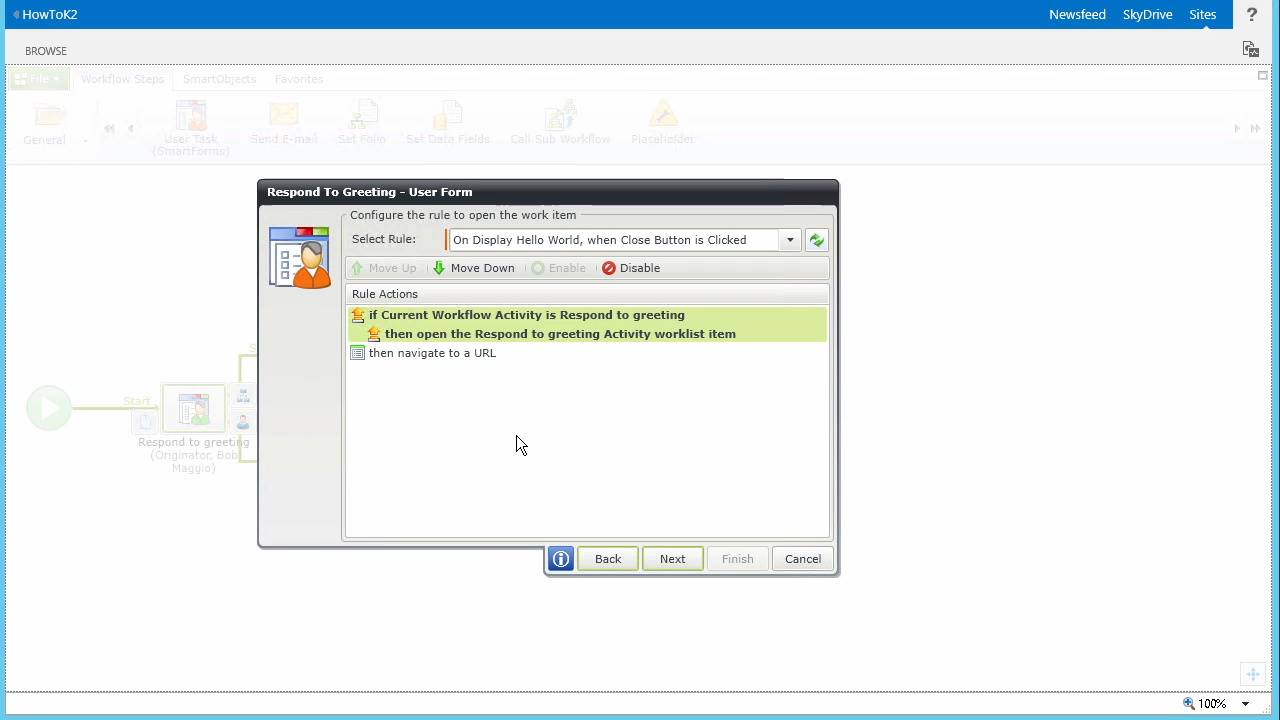 HowToK2
Newsfeed SkyDrive Sites ?
BROWSE
File Workflow Steps SmartObjects Favorites
General
User Task
(SmartForms)
Send E-mail
Set Folio
Set Data Fields
Call Sub Workflow
Placeholder
Respond To Greeting - User Form
Configure the rule to open the work item
Select Rule: On Display Hello World, when Close Button is Clicked
Move Up Move Down Enable Disable
Rule Actions
if Current Workflow Activity is Respond to greeting
then open the Respond to greeting Activity worklist item
then navigate to a URL
Start
Respond to greeting
(Originator, Bob
Maggio)
Back Next Finish Cancel
100%